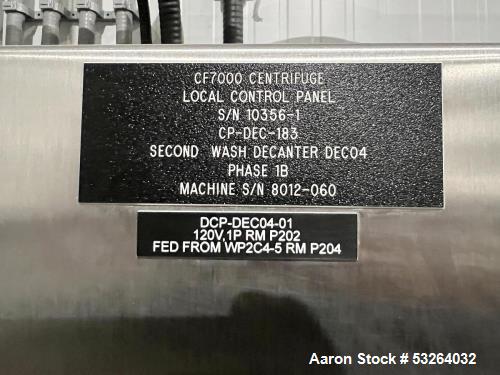 CF7000 CENTRIFUGE
LOCAL CONTROL PANEL
S/N 10356-1
CP-DEC-183
SECOND WASH DECANTER DEC04
PHASE 1B
MACHINE S/N 8012-060
DCP-DEC04-01
120V,1P RM P202
FED FROM WP2C4-5 RM P204
Aaron Stock # 53264032